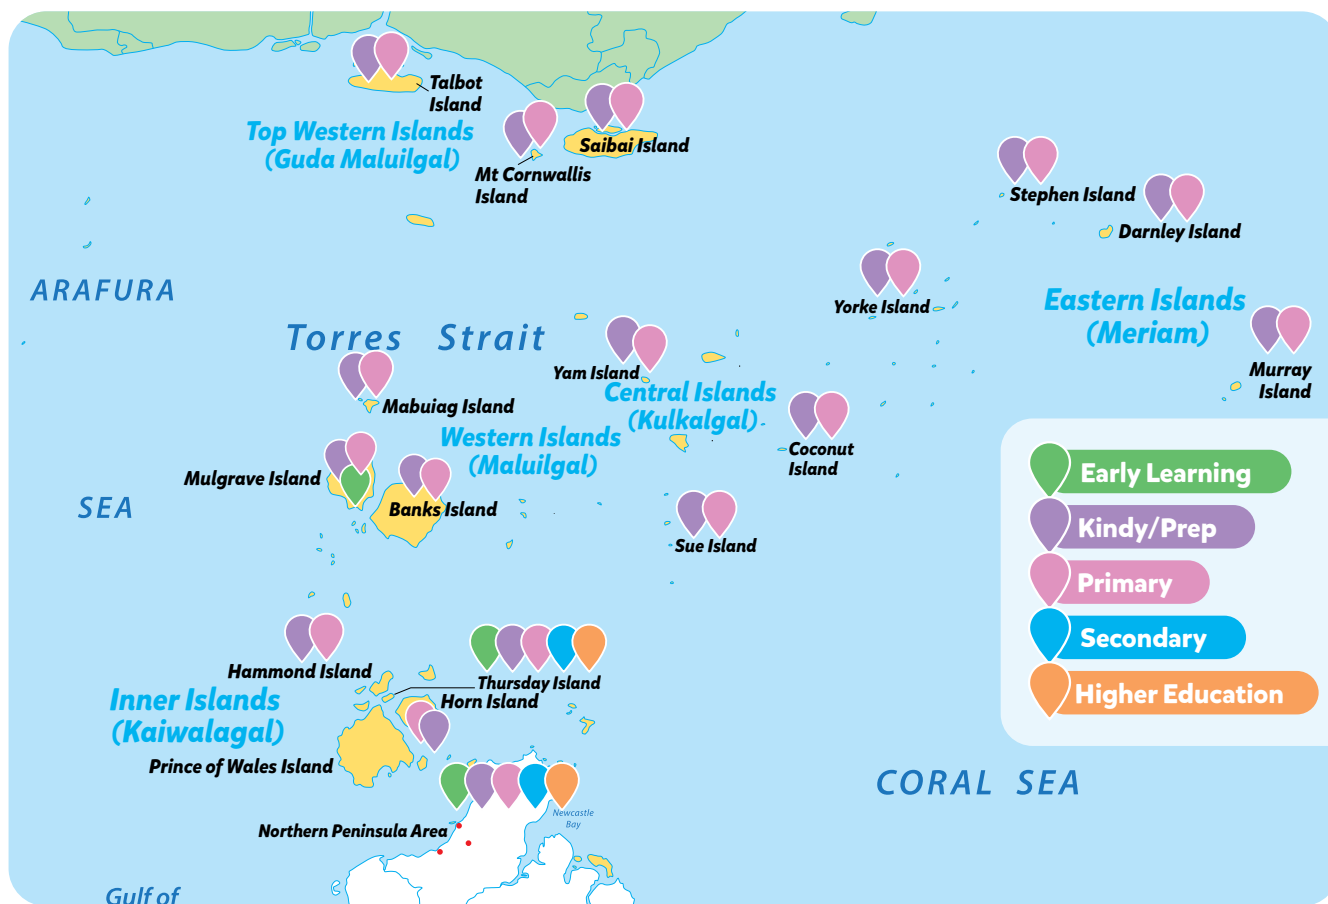 Talbot
Island
Top Western Islands
(Guda Maluilgal)
Saibai Island
Mt Cornwallis
Island
Stephen Island
Darnley Island
ARAFURA
Yorke Island
Eastern Islands
(Meriam)
Torres Strait
Yam Island
Murray
Island
Central Islands
(Kulkalgal)
Mabuiag Island
Western Islands
(Maluilgal)
Coconut
Island
Mulgrave Island
Banks Island
SEA
Sue Island
Early Learning
Kindy/Prep
Primary
Secondary
Higher Education
Hammond Island
Thursday Island
Horn Island
Inner Islands
(Kaiwalagal)
Prince of Wales Island
CORAL SEA
Newcastle
Bay
Northern Peninsula Area
Gulf of